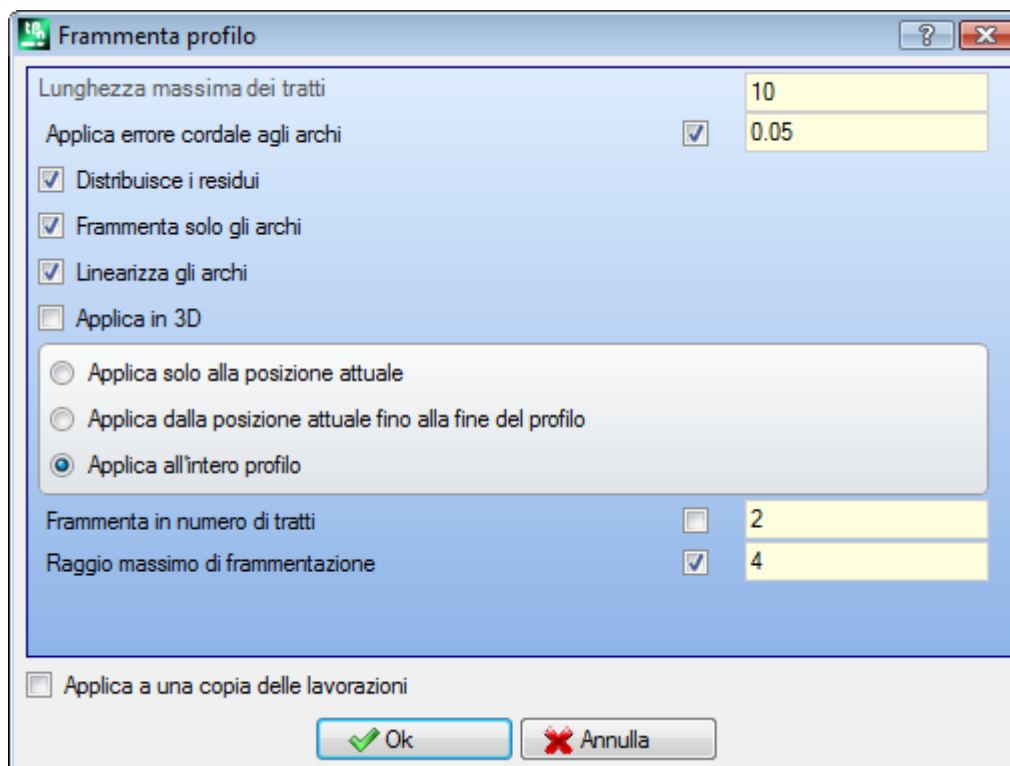 Frammenta profilo
Lunghezza massima dei tratti 10
Applica errore cordale agli archi 0.05
Distribuisce i residui
Frammenta solo gli archi
Linearizza gli archi
Applica in 3D
Applica solo alla posizione attuale
Applica dalla posizione attuale fino alla fine del profilo
Applica all'intero profilo
Frammenta in numero di tratti 2
Raggio massimo di frammentazione 4
Applica a una copia delle lavorazioni
Ok Annulla